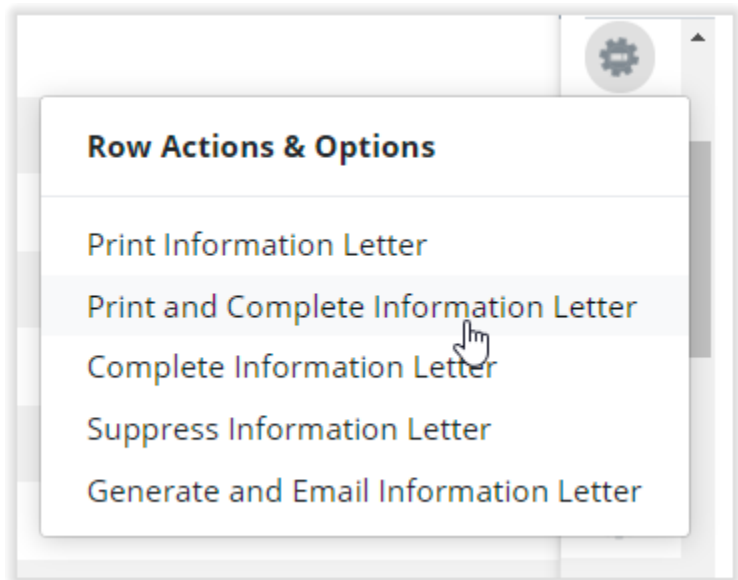 Row Actions & Options
Print Information Letter
Print and Complete Information Letter
Complete Information Letter
Suppress Information Letter
Generate and Email Information Letter